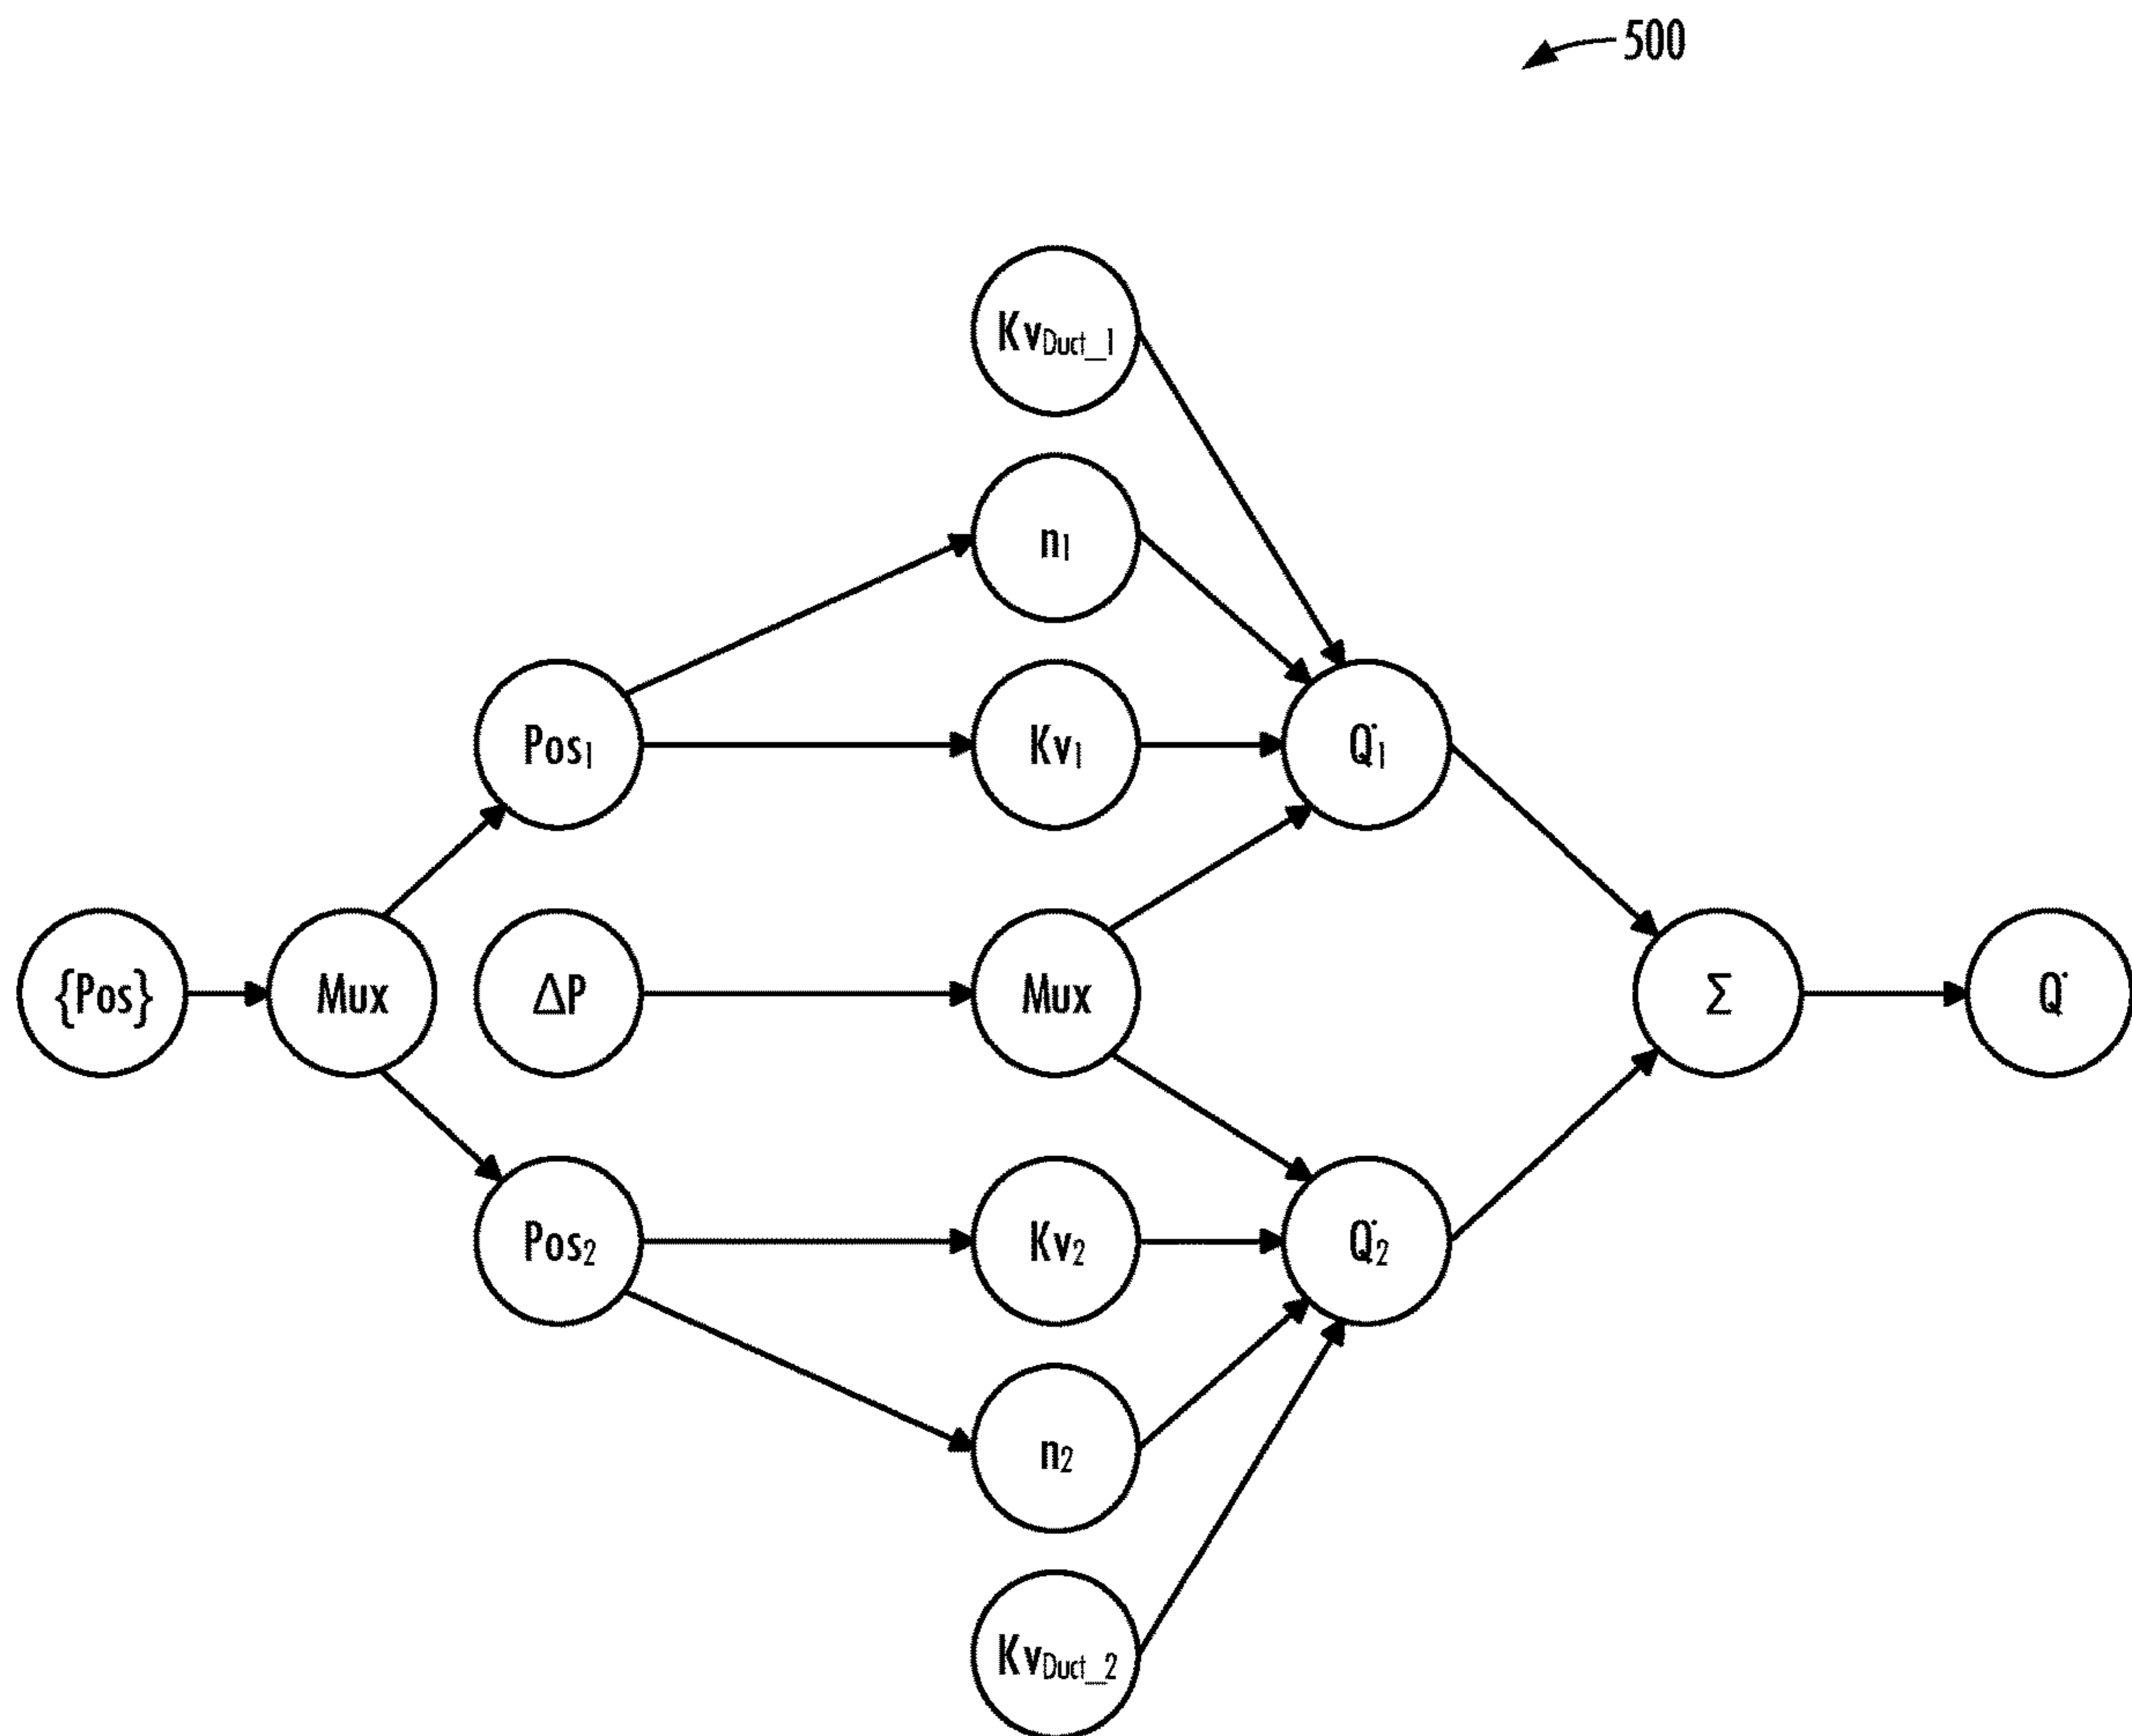 500
Kv_Duct_1
n₁
Pos₁ Kv₁ Q̇₁
{Pos} Mux ΔP Mux Σ Q̇
Pos₂ Kv₂ Q̇₂
n₂
Kv_Duct_2